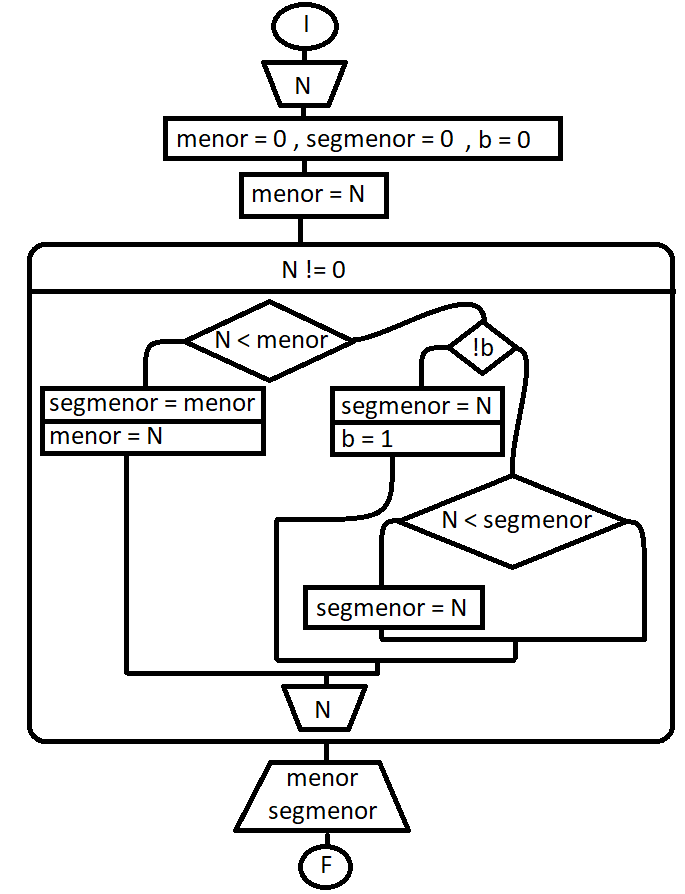 I
N
menor = 0 , segmenor = 0 , b = 0
menor = N
N != 0
N < menor
!b
segmenor = menor
menor = N
segmenor = N
b = 1
N < segmenor
segmenor = N
N
menor
segmenor
F